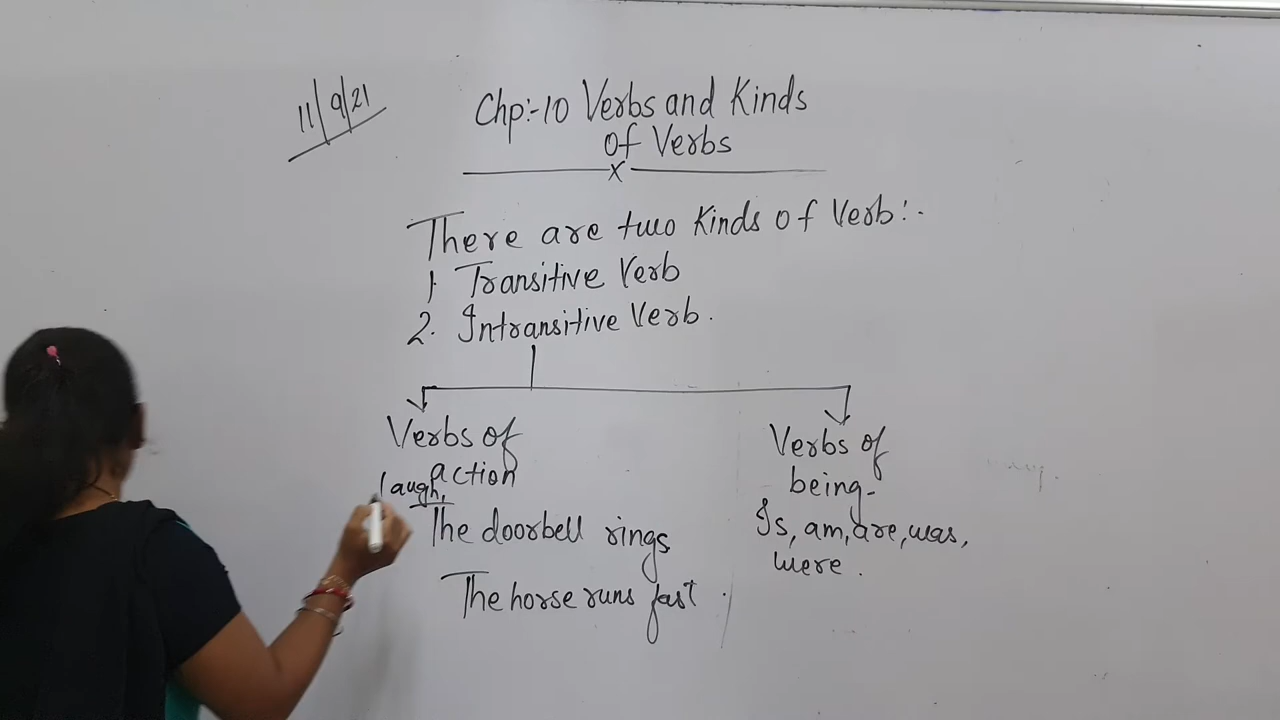 11/9/21
Chp:-10 Verbs and Kinds
of Verbs
x
There are two Kinds of Verb:-
1. Transitive Verb
2. Intransitive Verb.
Verbs of
action
laugh,
The doorbell rings
The horse runs fast.
Verbs of
being-
Is, am, are, was,
were.